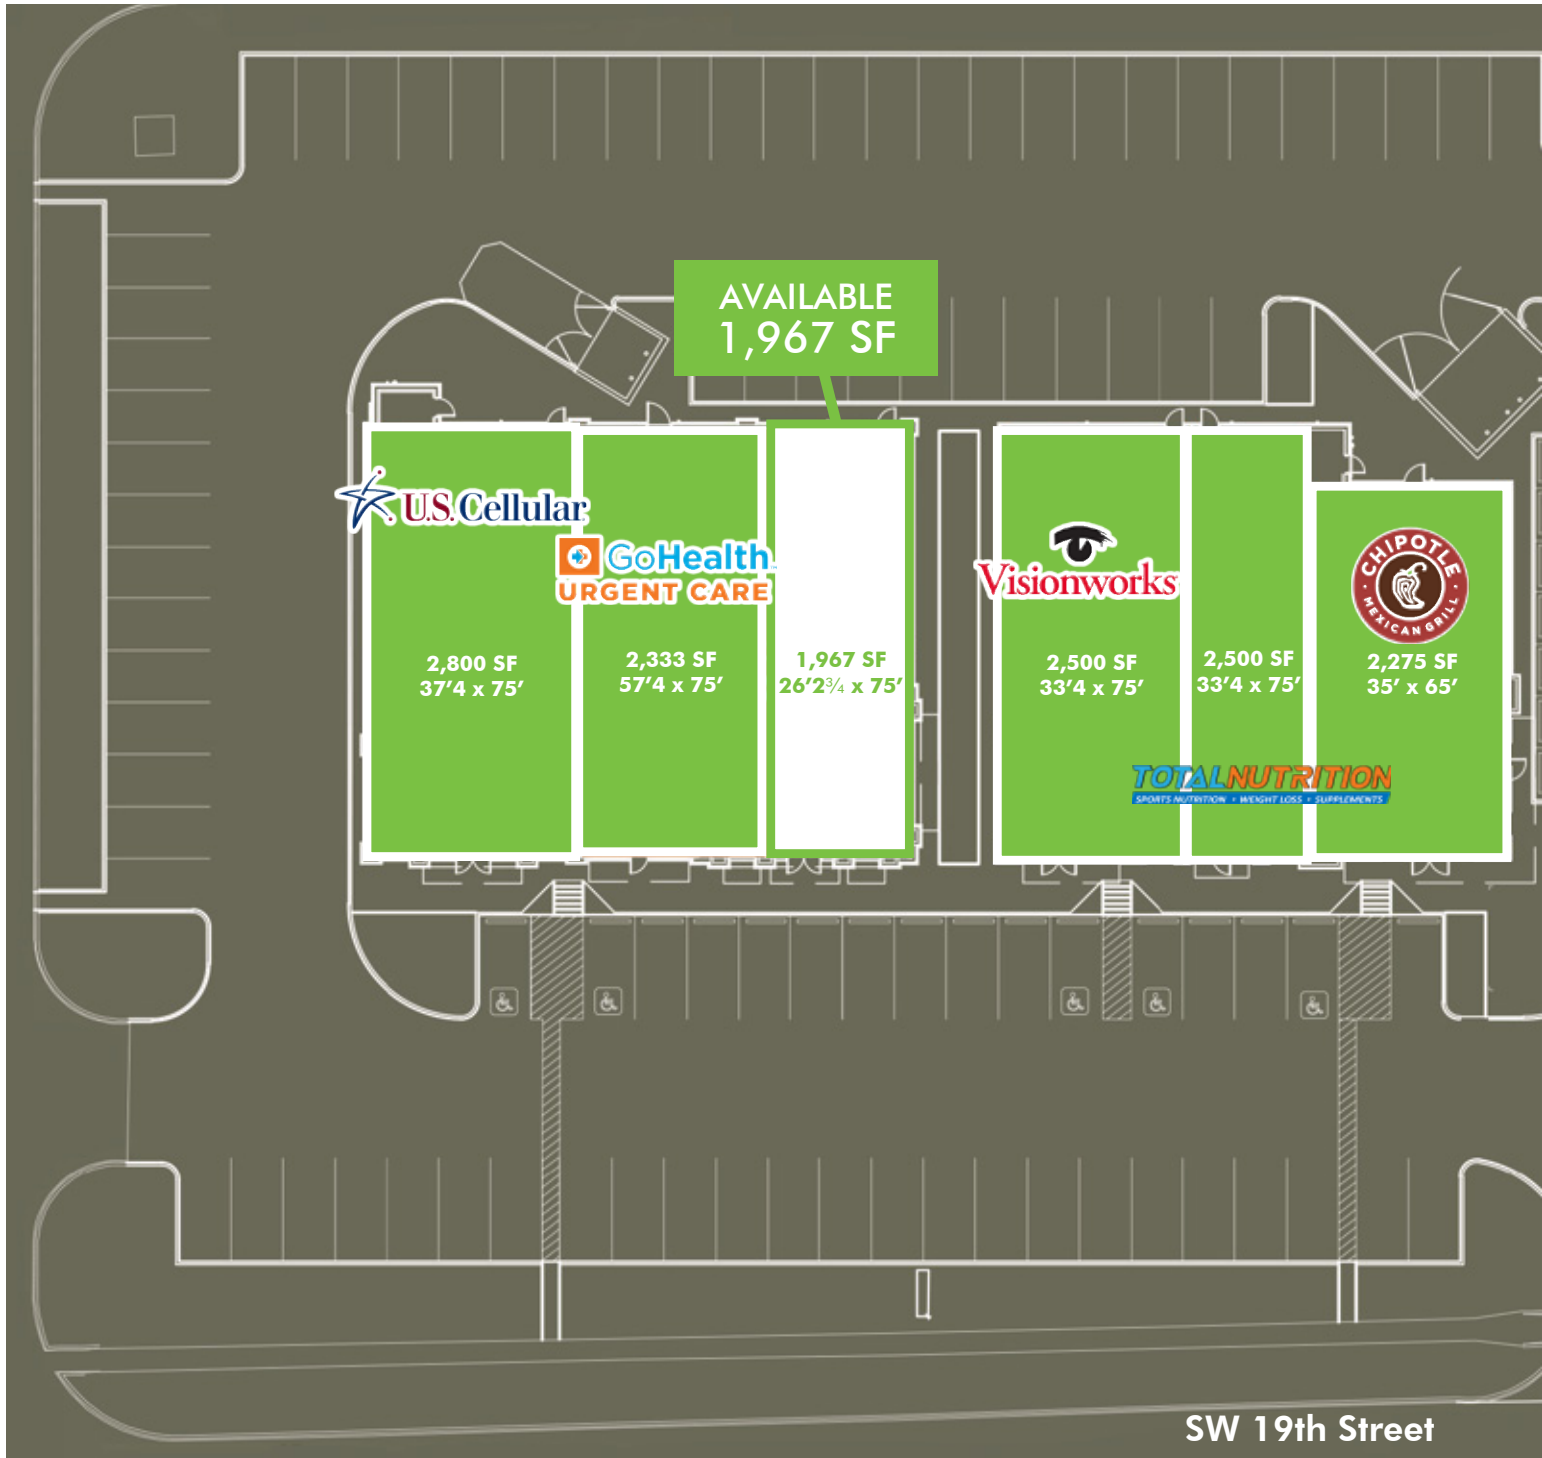 AVAILABLE
1,967 SF
U.S. Cellular
GoHealth
URGENT CARE
2,800 SF
37'4 x 75'
2,333 SF
57'4 x 75'
1,967 SF
26'2¾ x 75'
Visionworks
2,500 SF
33'4 x 75'
2,500 SF
33'4 x 75'
CHIPOTLE
MEXICAN GRILL
2,275 SF
35' x 65'
TOTAL NUTRITION
SPORTS NUTRITION • WEIGHT LOSS • SUPPLEMENTS
SW 19th Street